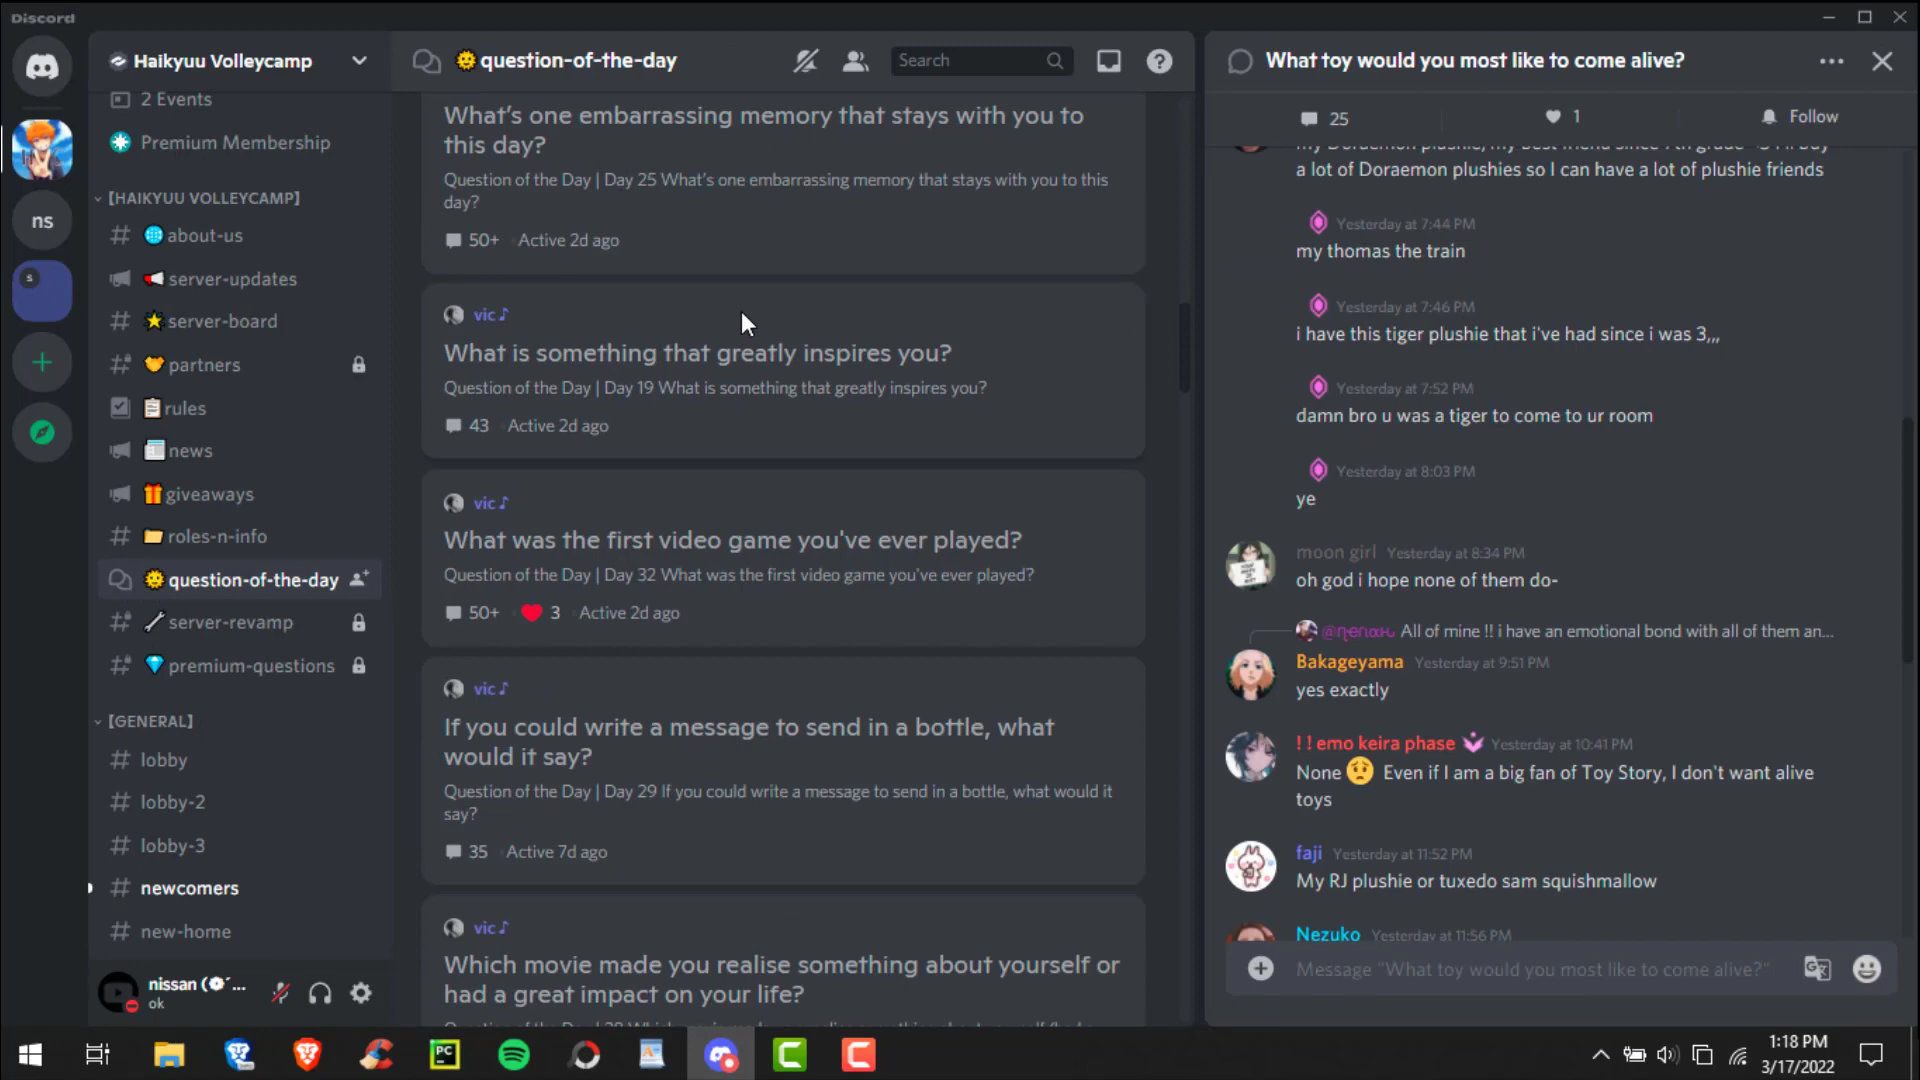 Discord
Haikyuu Volleycamp
2 Events
Premium Membership
[HAIKYUU VOLLEYCAMP]
about-us
server-updates
server-board
partners
rules
news
giveaways
roles-n-info
question-of-the-day
server-revamp
premium-questions
[GENERAL]
lobby
lobby-2
lobby-3
newcomers
new-home
ns
s
nissan (❁´...
ok
question-of-the-day
Search
What's one embarrassing memory that stays with you to
this day?
Question of the Day | Day 25 What's one embarrassing memory that stays with you to this
day?
50+ Active 2d ago
vic♪
What is something that greatly inspires you?
Question of the Day | Day 19 What is something that greatly inspires you?
43 Active 2d ago
vic♪
What was the first video game you've ever played?
Question of the Day | Day 32 What was the first video game you've ever played?
50+ 3 Active 2d ago
vic♪
If you could write a message to send in a bottle, what
would it say?
Question of the Day | Day 29 If you could write a message to send in a bottle, what would it
say?
35 Active 7d ago
vic♪
Which movie made you realise something about yourself or
had a great impact on your life?
What toy would you most like to come alive?
25 1 Follow
my Doraemon plushie, my best friend since 7th grade
a lot of Doraemon plushies so I can have a lot of plushie friends
Yesterday at 7:44 PM
my thomas the train
Yesterday at 7:46 PM
i have this tiger plushie that i've had since i was 3,,,
Yesterday at 7:52 PM
damn bro u was a tiger to come to ur room
Yesterday at 8:03 PM
ye
moon girl Yesterday at 8:34 PM
oh god i hope none of them do-
All of mine !! i have an emotional bond with all of them an...
Bakageyama Yesterday at 9:51 PM
yes exactly
! ! emo keira phase Yesterday at 10:41 PM
None 😟 Even if I am a big fan of Toy Story, I don't want alive
toys
faji Yesterday at 11:52 PM
My RJ plushie or tuxedo sam squishmallow
Nezuko Yesterday at 11:56 PM
Message "What toy would you most like to come alive?"
PC
1:18 PM
3/17/2022